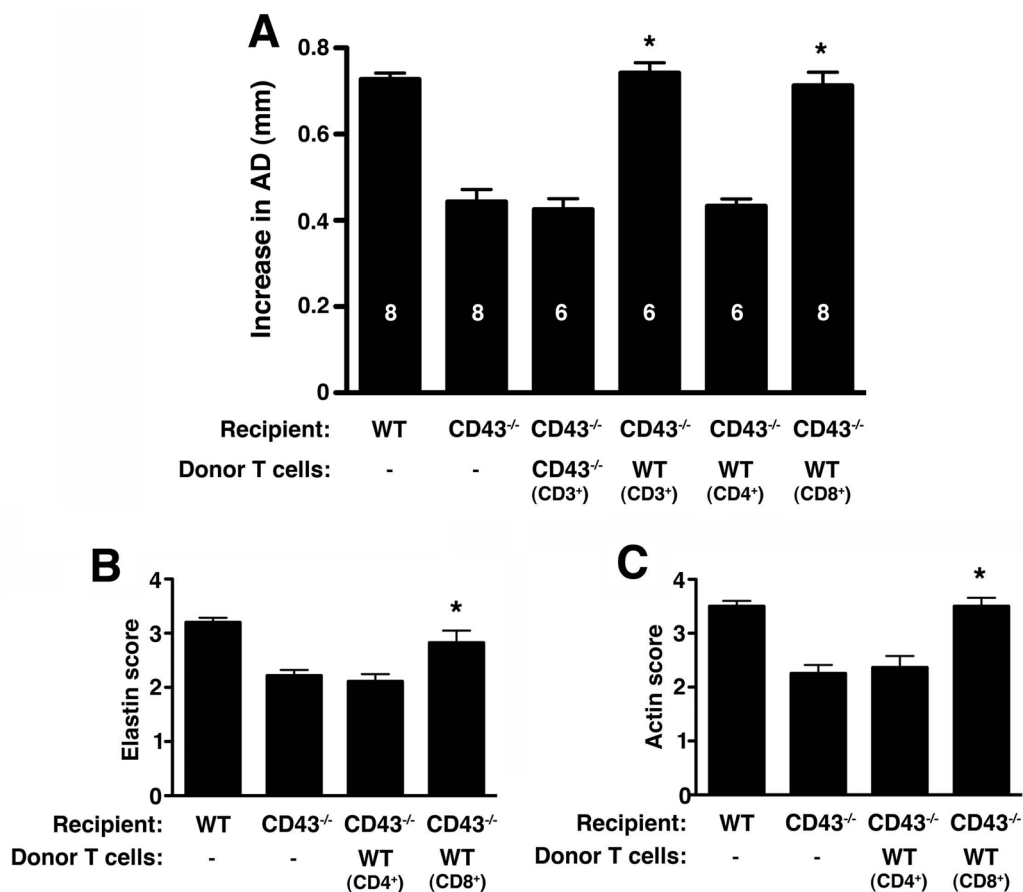 A
Increase in AD (mm)
0.8
0.6
0.4
0.2
0
* *
8 8 6 6 6 8
Recipient: WT CD43-/- CD43-/- CD43-/- CD43-/- CD43-/-
Donor T cells: - - CD43-/- WT WT WT
(CD3+) (CD3+) (CD4+) (CD8+)
B
Elastin score
4
3
2
1
0
*
Recipient: WT CD43-/- CD43-/- CD43-/-
Donor T cells: - - WT WT
(CD4+) (CD8+)
C
Actin score
4
3
2
1
0
*
Recipient: WT CD43-/- CD43-/- CD43-/-
Donor T cells: - - WT WT
(CD4+) (CD8+)